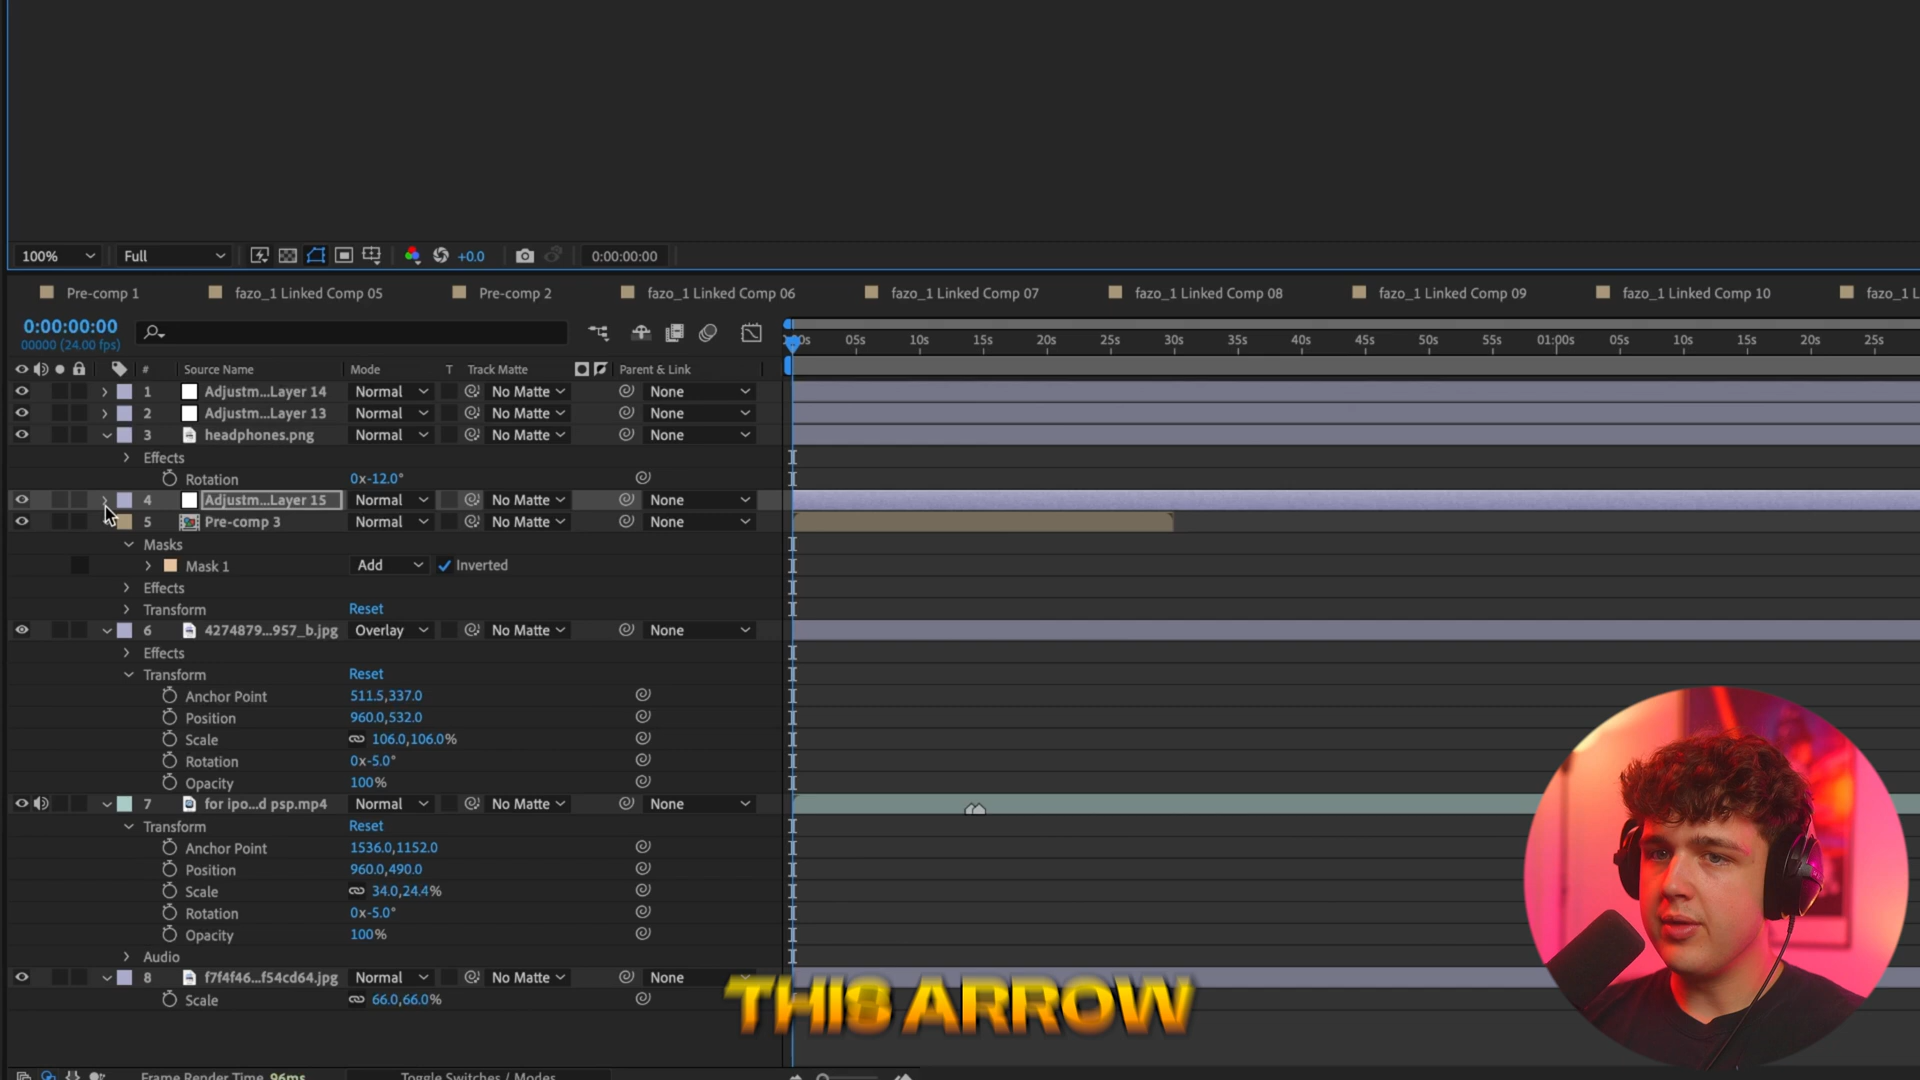 100% Full +0.0 0:00:00:00
Pre-comp 1 fazo_1 Linked Comp 05 Pre-comp 2 fazo_1 Linked Comp 06 fazo_1 Linked Comp 07 fazo_1 Linked Comp 08 fazo_1 Linked Comp 09 fazo_1 Linked Comp 10 fazo_1 L
0:00:00:00
00000 (24.00 fps)
05s 10s 15s 20s 25s 30s 35s 40s 45s 50s 55s 01:00s 05s 10s 15s 20s 25s
# Source Name Mode T Track Matte Parent & Link
1 Adjustm...Layer 14 Normal No Matte None
2 Adjustm...Layer 13 Normal No Matte None
3 headphones.png Normal No Matte None
Effects
Rotation 0x-12.0°
4 Adjustm...Layer 15 Normal No Matte None
5 Pre-comp 3 Normal No Matte None
Masks
Mask 1 Add Inverted
Effects
Transform Reset
6 4274879...957_b.jpg Overlay No Matte None
Effects
Transform Reset
Anchor Point 511.5,337.0
Position 960.0,532.0
Scale 106.0,106.0%
Rotation 0x-5.0°
Opacity 100%
7 for ipo...d psp.mp4 Normal No Matte None
Transform Reset
Anchor Point 1536.0,1152.0
Position 960.0,490.0
Scale 34.0,24.4%
Rotation 0x-5.0°
Opacity 100%
Audio
8 f7f4f46...f54cd64.jpg Normal No Matte None
Scale 66.0,66.0%
THIS ARROW
Frame Render Time 96ms Toggle Switches / Modes